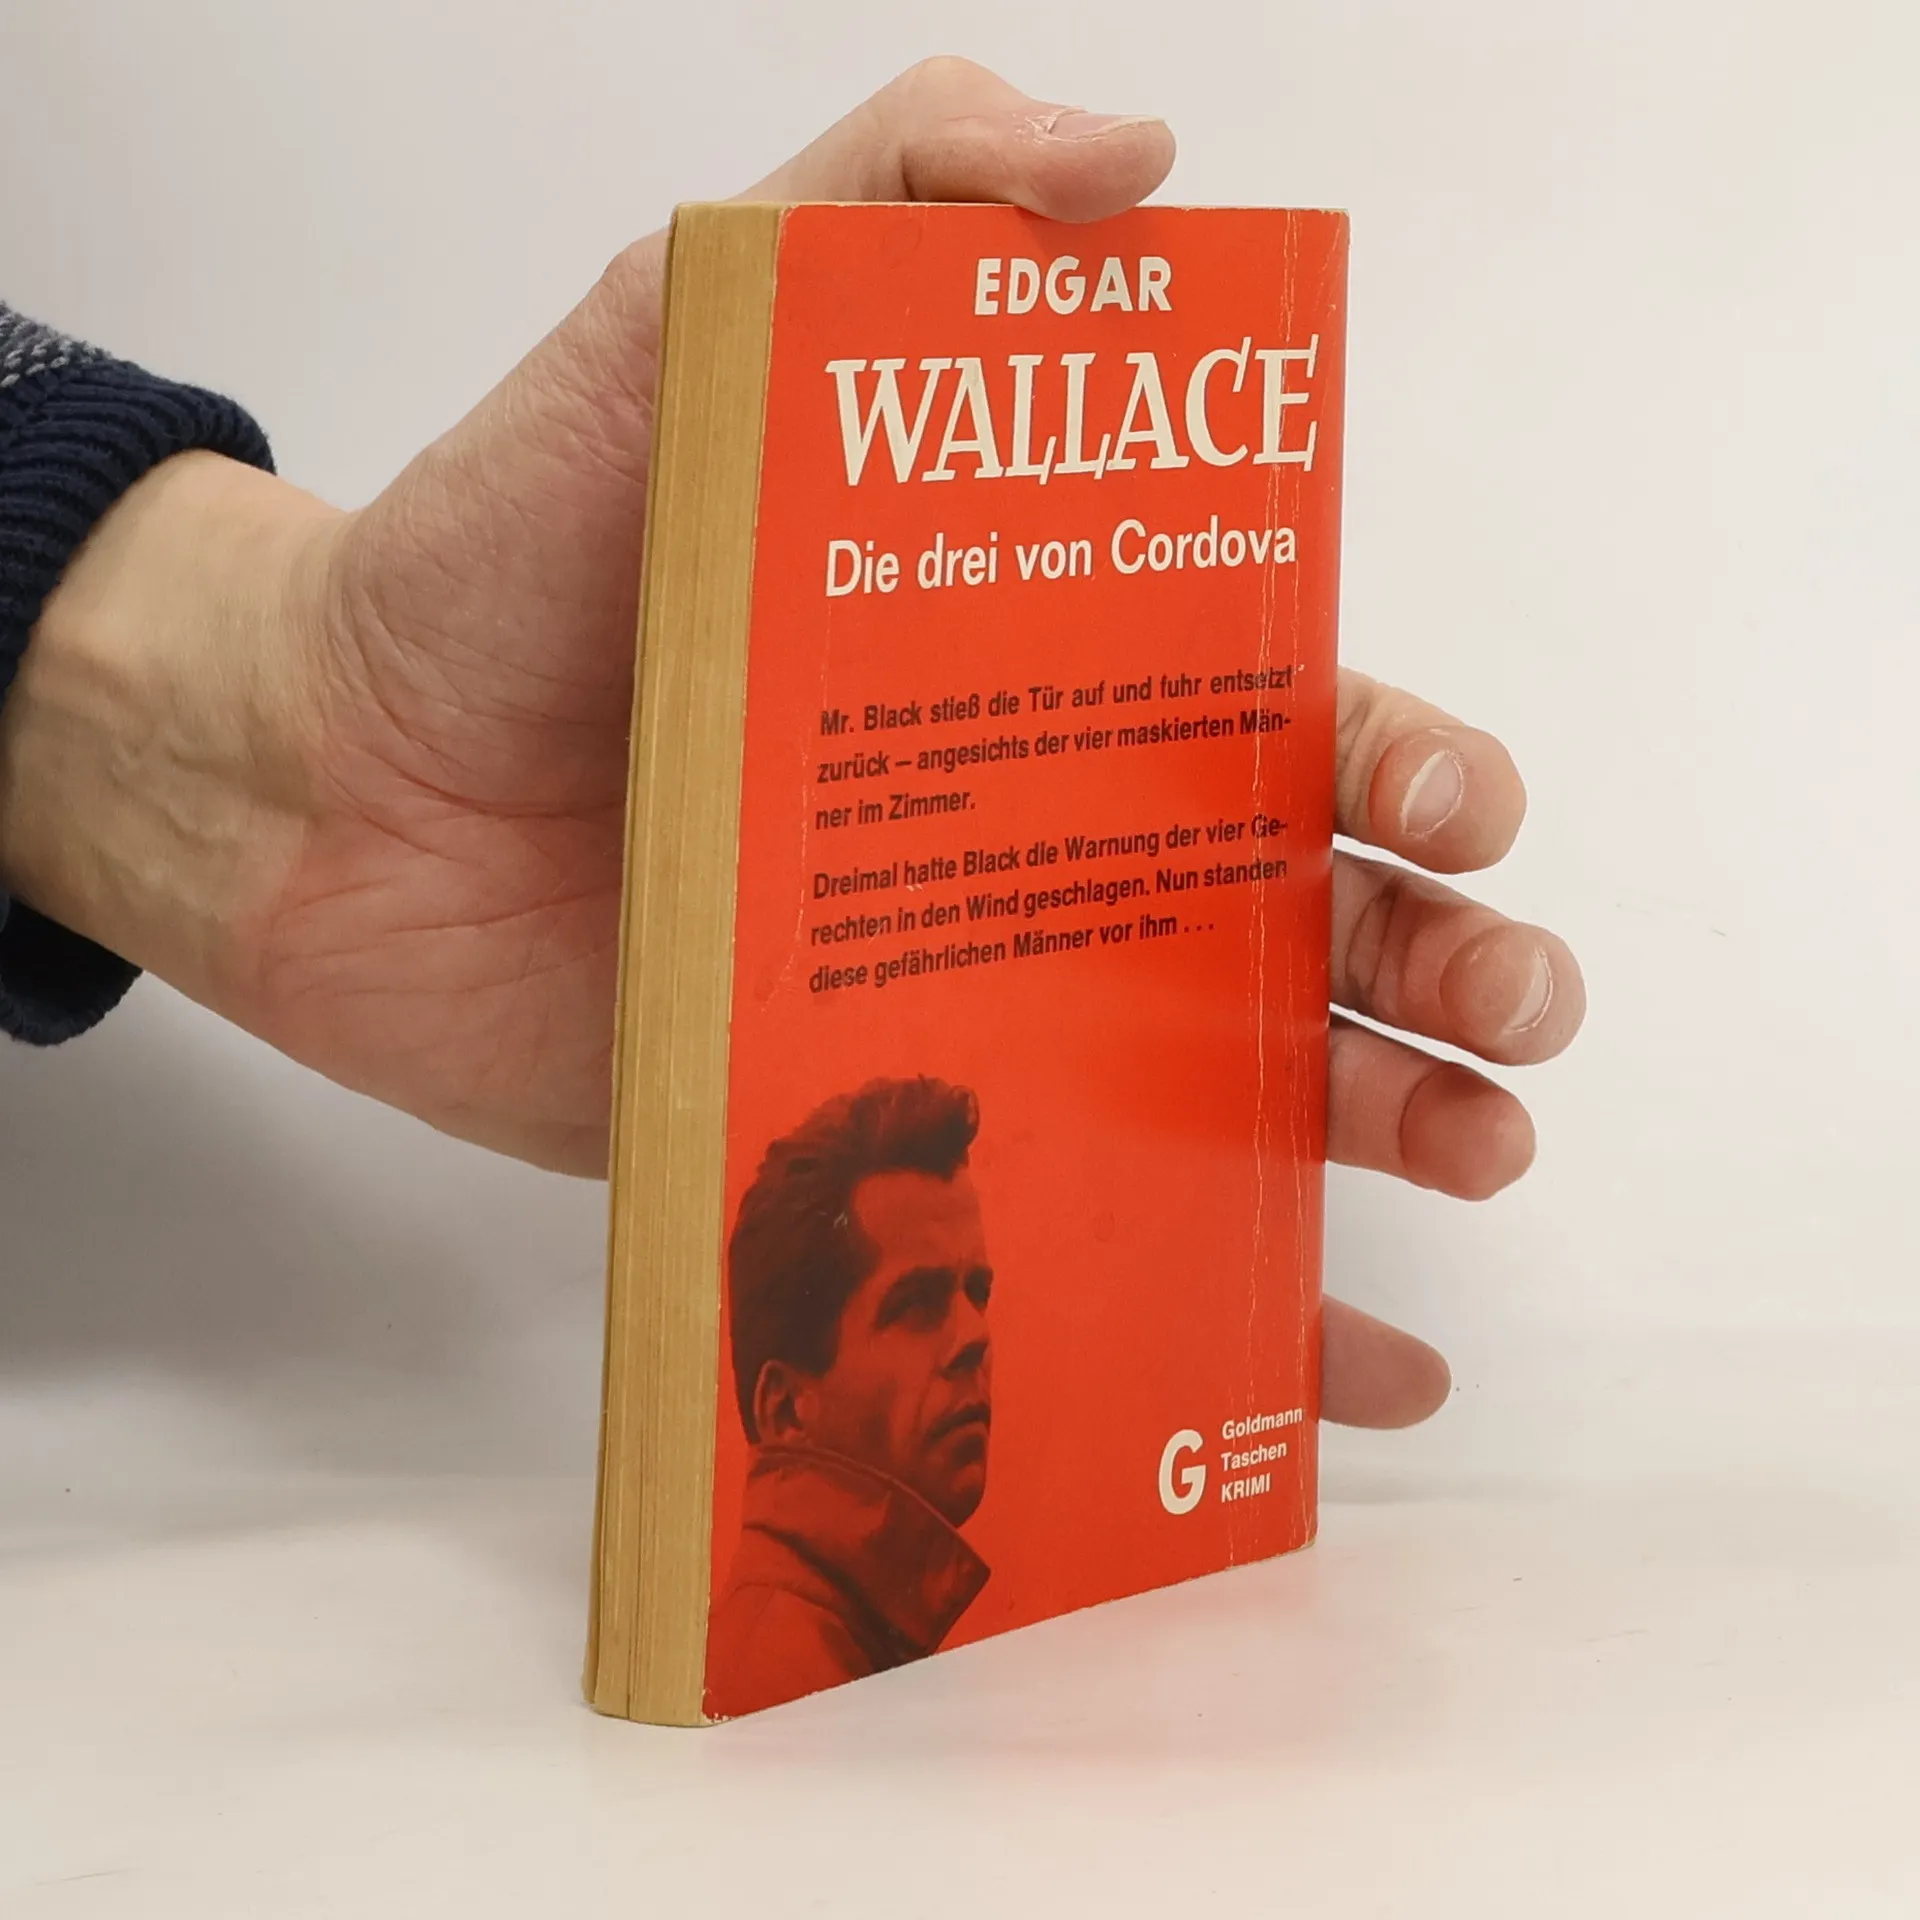 EDGAR
WALLACE
Die drei von Cordova
Mr. Black stieß die Tür auf und fuhr entsetzt
zurück – angesichts der vier maskierten Män-
ner im Zimmer.
Dreimal hatte Black die Warnung der vier Ge-
rechten in den Wind geschlagen. Nun standen
diese gefährlichen Männer vor ihm . . .
G
Goldmann
Taschen
KRIMI